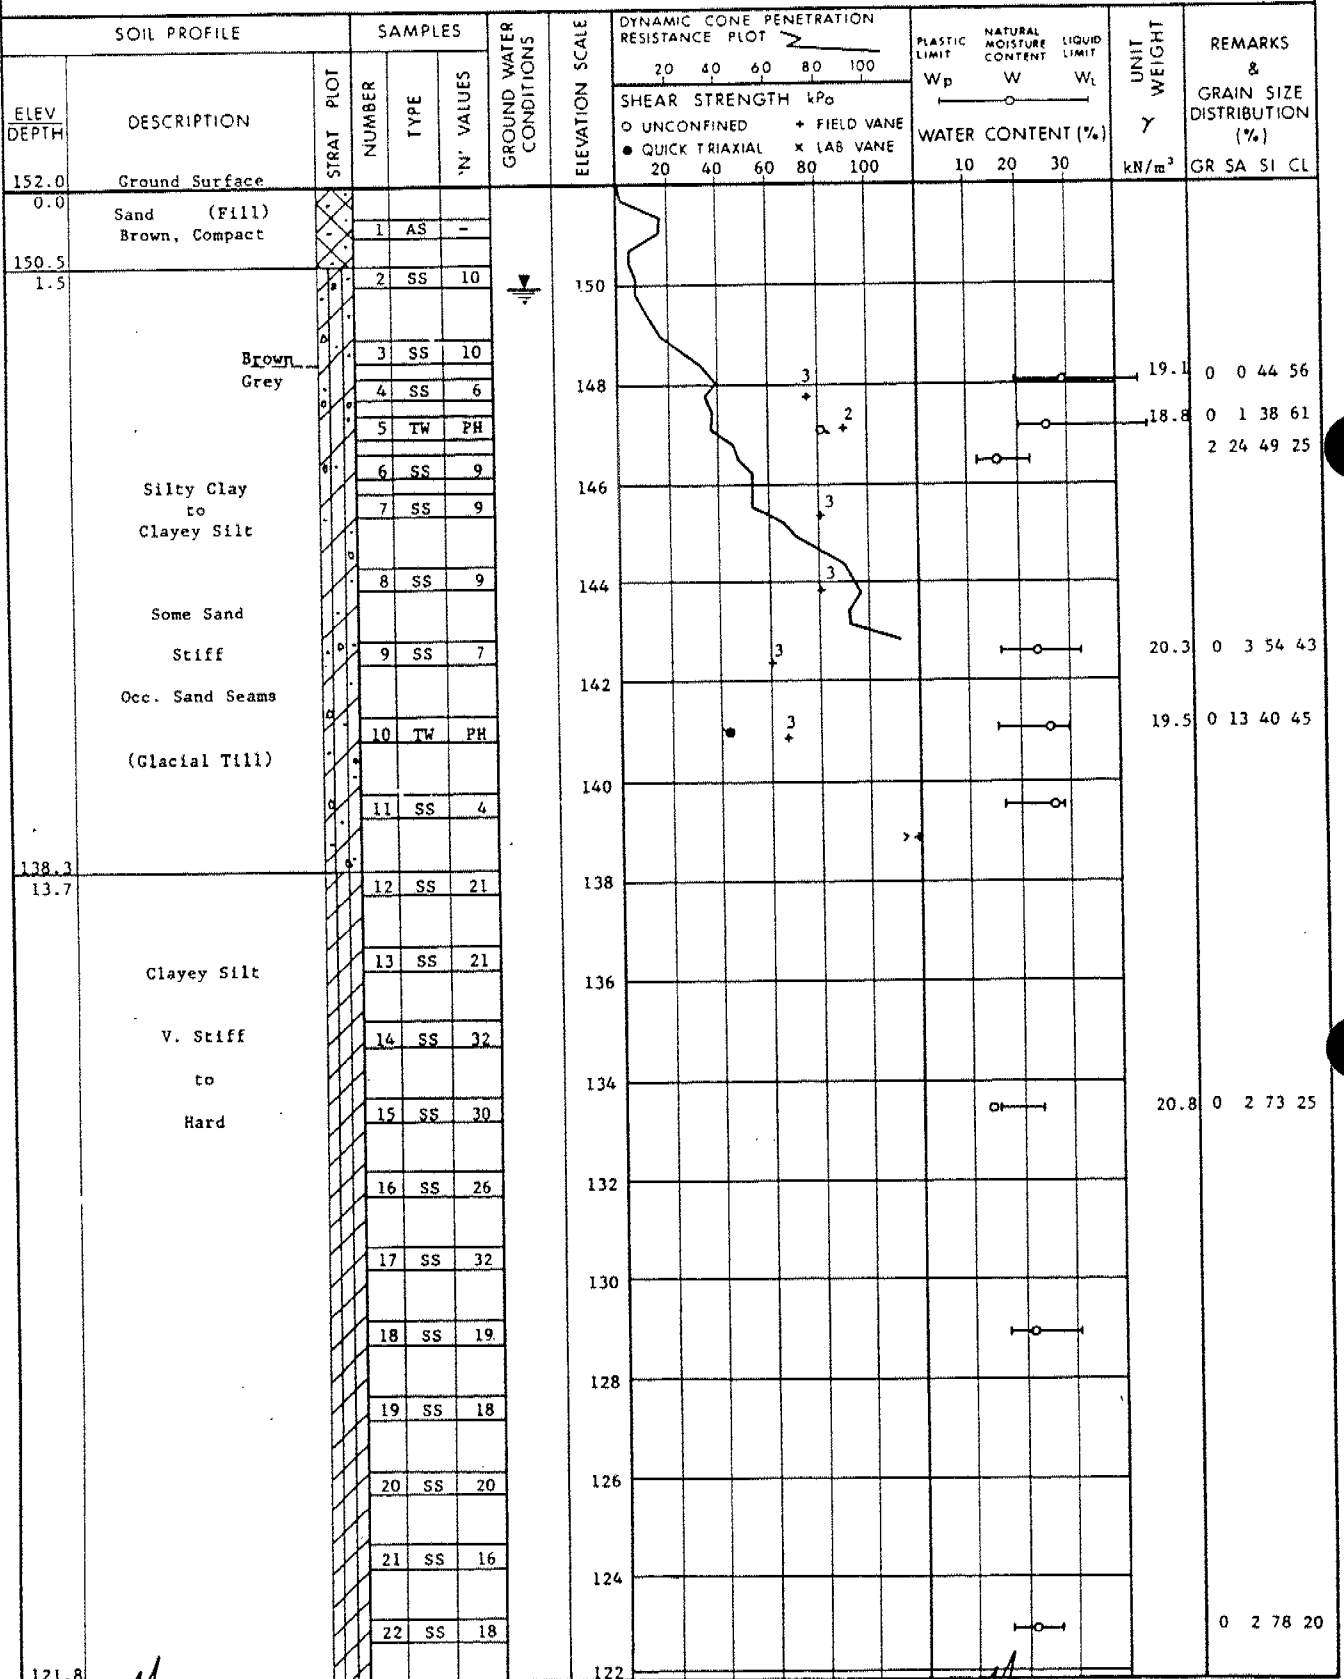 SOIL PROFILE
SAMPLES
GROUND WATER CONDITIONS
ELEVATION SCALE
DYNAMIC CONE PENETRATION
RESISTANCE PLOT
20 40 60 80 100
SHEAR STRENGTH kPa
○ UNCONFINED + FIELD VANE
● QUICK TRIAXIAL × LAB VANE
20 40 60 80 100
PLASTIC LIMIT
NATURAL MOISTURE CONTENT
LIQUID LIMIT
Wp W WL
WATER CONTENT (%)
10 20 30
UNIT WEIGHT
γ
kN/m³
REMARKS
&
GRAIN SIZE
DISTRIBUTION
(%)
GR SA SI CL
ELEV
DEPTH
DESCRIPTION
STRAT PLOT
NUMBER
TYPE
'N' VALUES
152.0 Ground Surface
0.0
Sand (Fill)
Brown, Compact
1 AS -
150.5
1.5
2 SS 10
150
Brown
Grey
3 SS 10
19.1 0 0 44 56
148
3
4 SS 6
5 TW PH
2
18.8 0 1 38 61
2 24 49 25
6 SS 9
146
Silty Clay
to
Clayey Silt
7 SS 9
3
8 SS 9
144
3
Some Sand
Stiff
9 SS 7
3
20.3 0 3 54 43
142
Occ. Sand Seams
10 TW PH
3
19.5 0 13 40 45
(Glacial Till)
140
11 SS 4
138.3
13.7
12 SS 21
138
13 SS 21
Clayey Silt
136
V. Stiff
to
Hard
14 SS 32
134
15 SS 30
20.8 0 2 73 25
16 SS 26
132
17 SS 32
130
18 SS 19
128
19 SS 18
20 SS 20
126
21 SS 16
124
22 SS 18
0 2 78 20
121.8
122